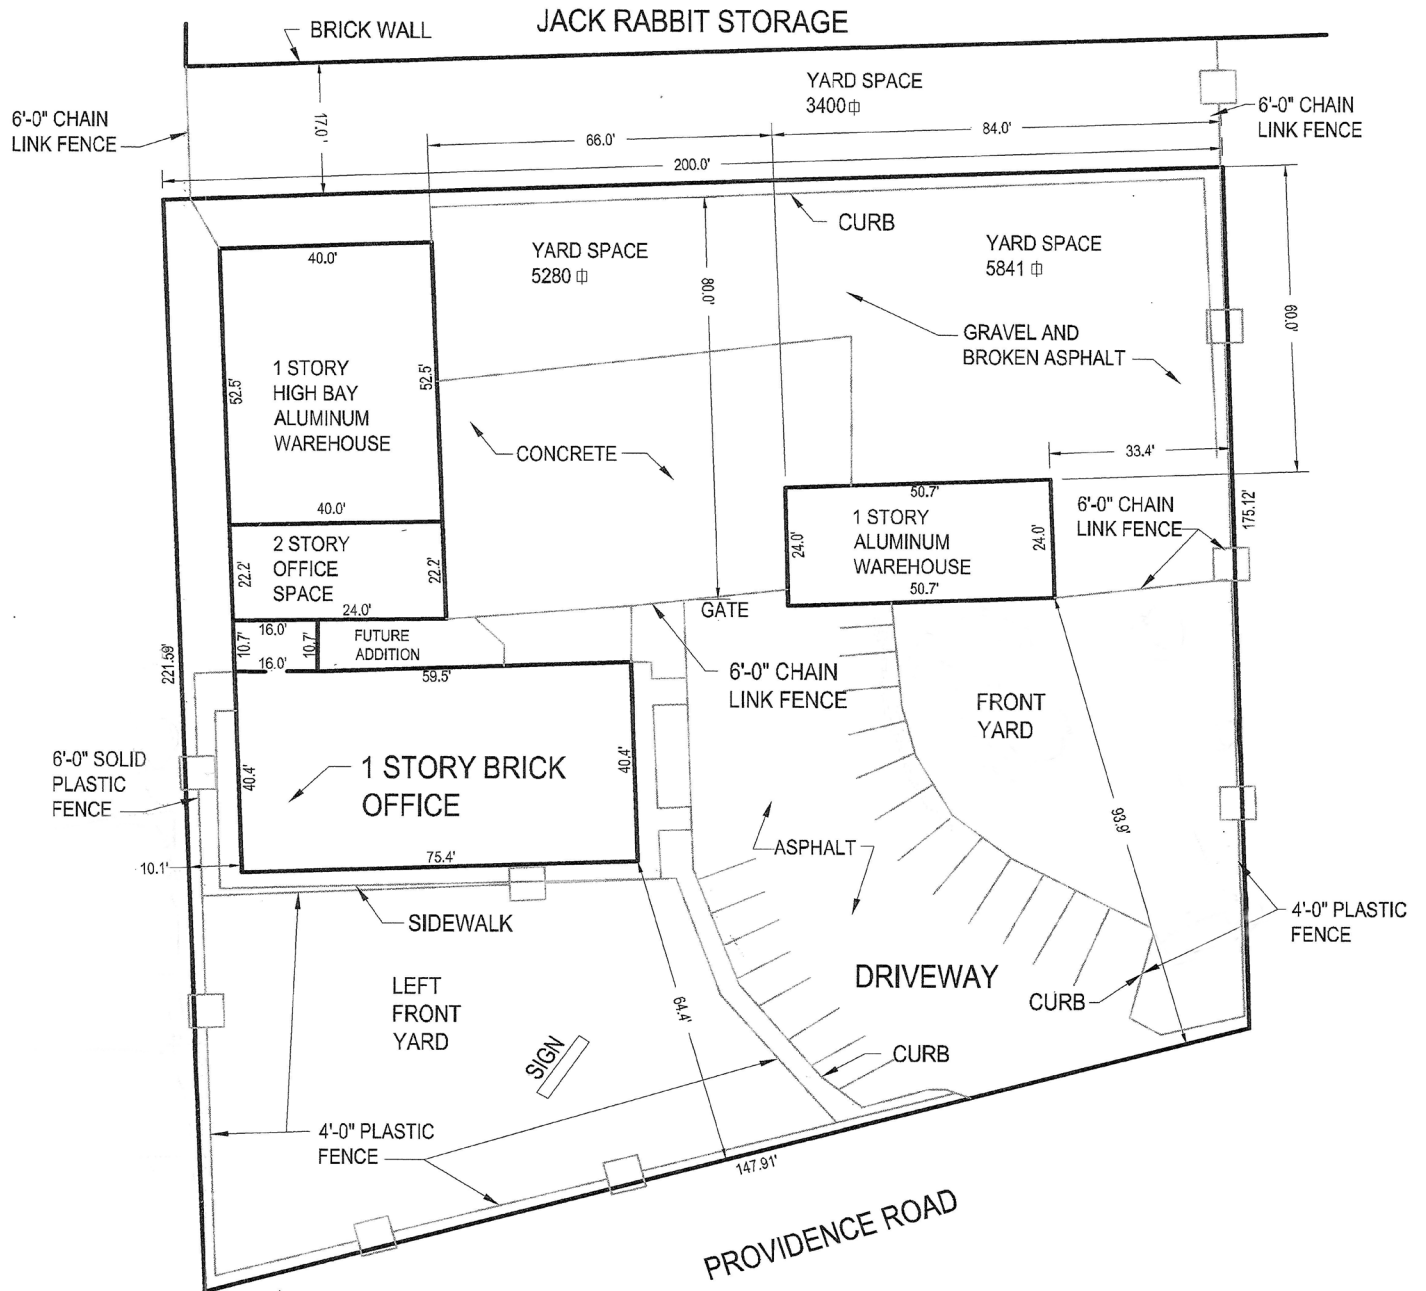 JACK RABBIT STORAGE
BRICK WALL
YARD SPACE
3400
6'-0" CHAIN
LINK FENCE
17.0'
66.0'
84.0'
6'-0" CHAIN
LINK FENCE
200.0'
CURB
40.0'
YARD SPACE
5280
YARD SPACE
5841
80.0'
60.0'
GRAVEL AND
BROKEN ASPHALT
52.5'
1 STORY
HIGH BAY
ALUMINUM
WAREHOUSE
52.5'
CONCRETE
33.4'
40.0'
50.7'
6'-0" CHAIN
LINK FENCE
175.12'
24.0'
1 STORY
ALUMINUM
WAREHOUSE
24.0'
50.7'
22.2'
2 STORY
OFFICE
SPACE
22.2'
24.0'
GATE
16.0'
10.7'
10.7'
16.0'
FUTURE
ADDITION
221.59'
59.5'
6'-0" CHAIN
LINK FENCE
FRONT
YARD
6'-0" SOLID
PLASTIC
FENCE
40.4'
1 STORY BRICK
OFFICE
40.4'
93.9'
ASPHALT
75.4'
10.1'
SIDEWALK
4'-0" PLASTIC
FENCE
LEFT
FRONT
YARD
64.4'
DRIVEWAY
CURB
SIGN
CURB
4'-0" PLASTIC
FENCE
147.91'
PROVIDENCE ROAD